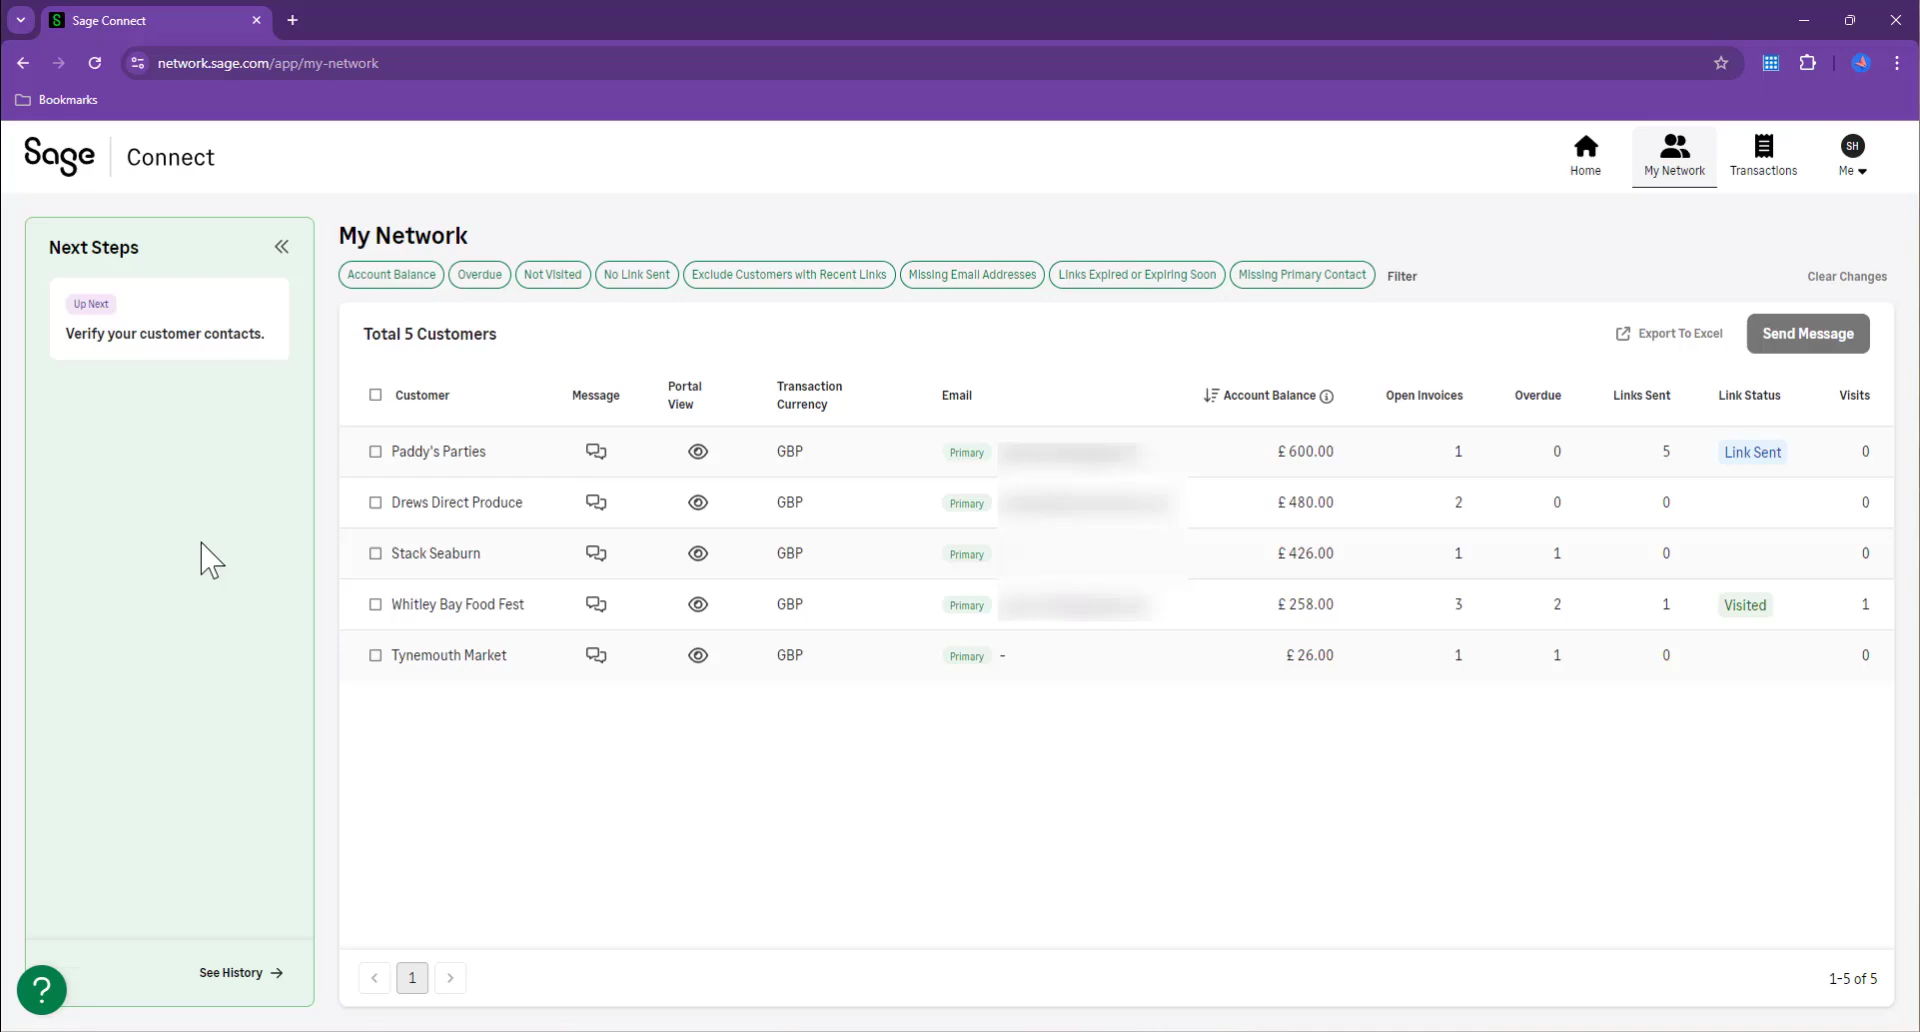 Sage Connect
network.sage.com/app/my-network
Bookmarks
Sage Connect
Home
My Network
Transactions
SH
Me
Next Steps
Up Next
Verify your customer contacts.
See History
?
My Network
Account Balance Overdue Not Visited No Link Sent Exclude Customers with Recent Links Missing Email Addresses Links Expired or Expiring Soon Missing Primary Contact Filter Clear Changes
Total 5 Customers Export To Excel Send Message
Customer Message Portal View Transaction Currency Email Account Balance Open Invoices Overdue Links Sent Link Status Visits
Paddy's Parties GBP Primary £ 600.00 1 0 5 Link Sent 0
Drews Direct Produce GBP Primary £ 480.00 2 0 0 0
Stack Seaburn GBP Primary £ 426.00 1 1 0 0
Whitley Bay Food Fest GBP Primary £ 258.00 3 2 1 Visited 1
Tynemouth Market GBP Primary - £ 26.00 1 1 0 0
1
1-5 of 5